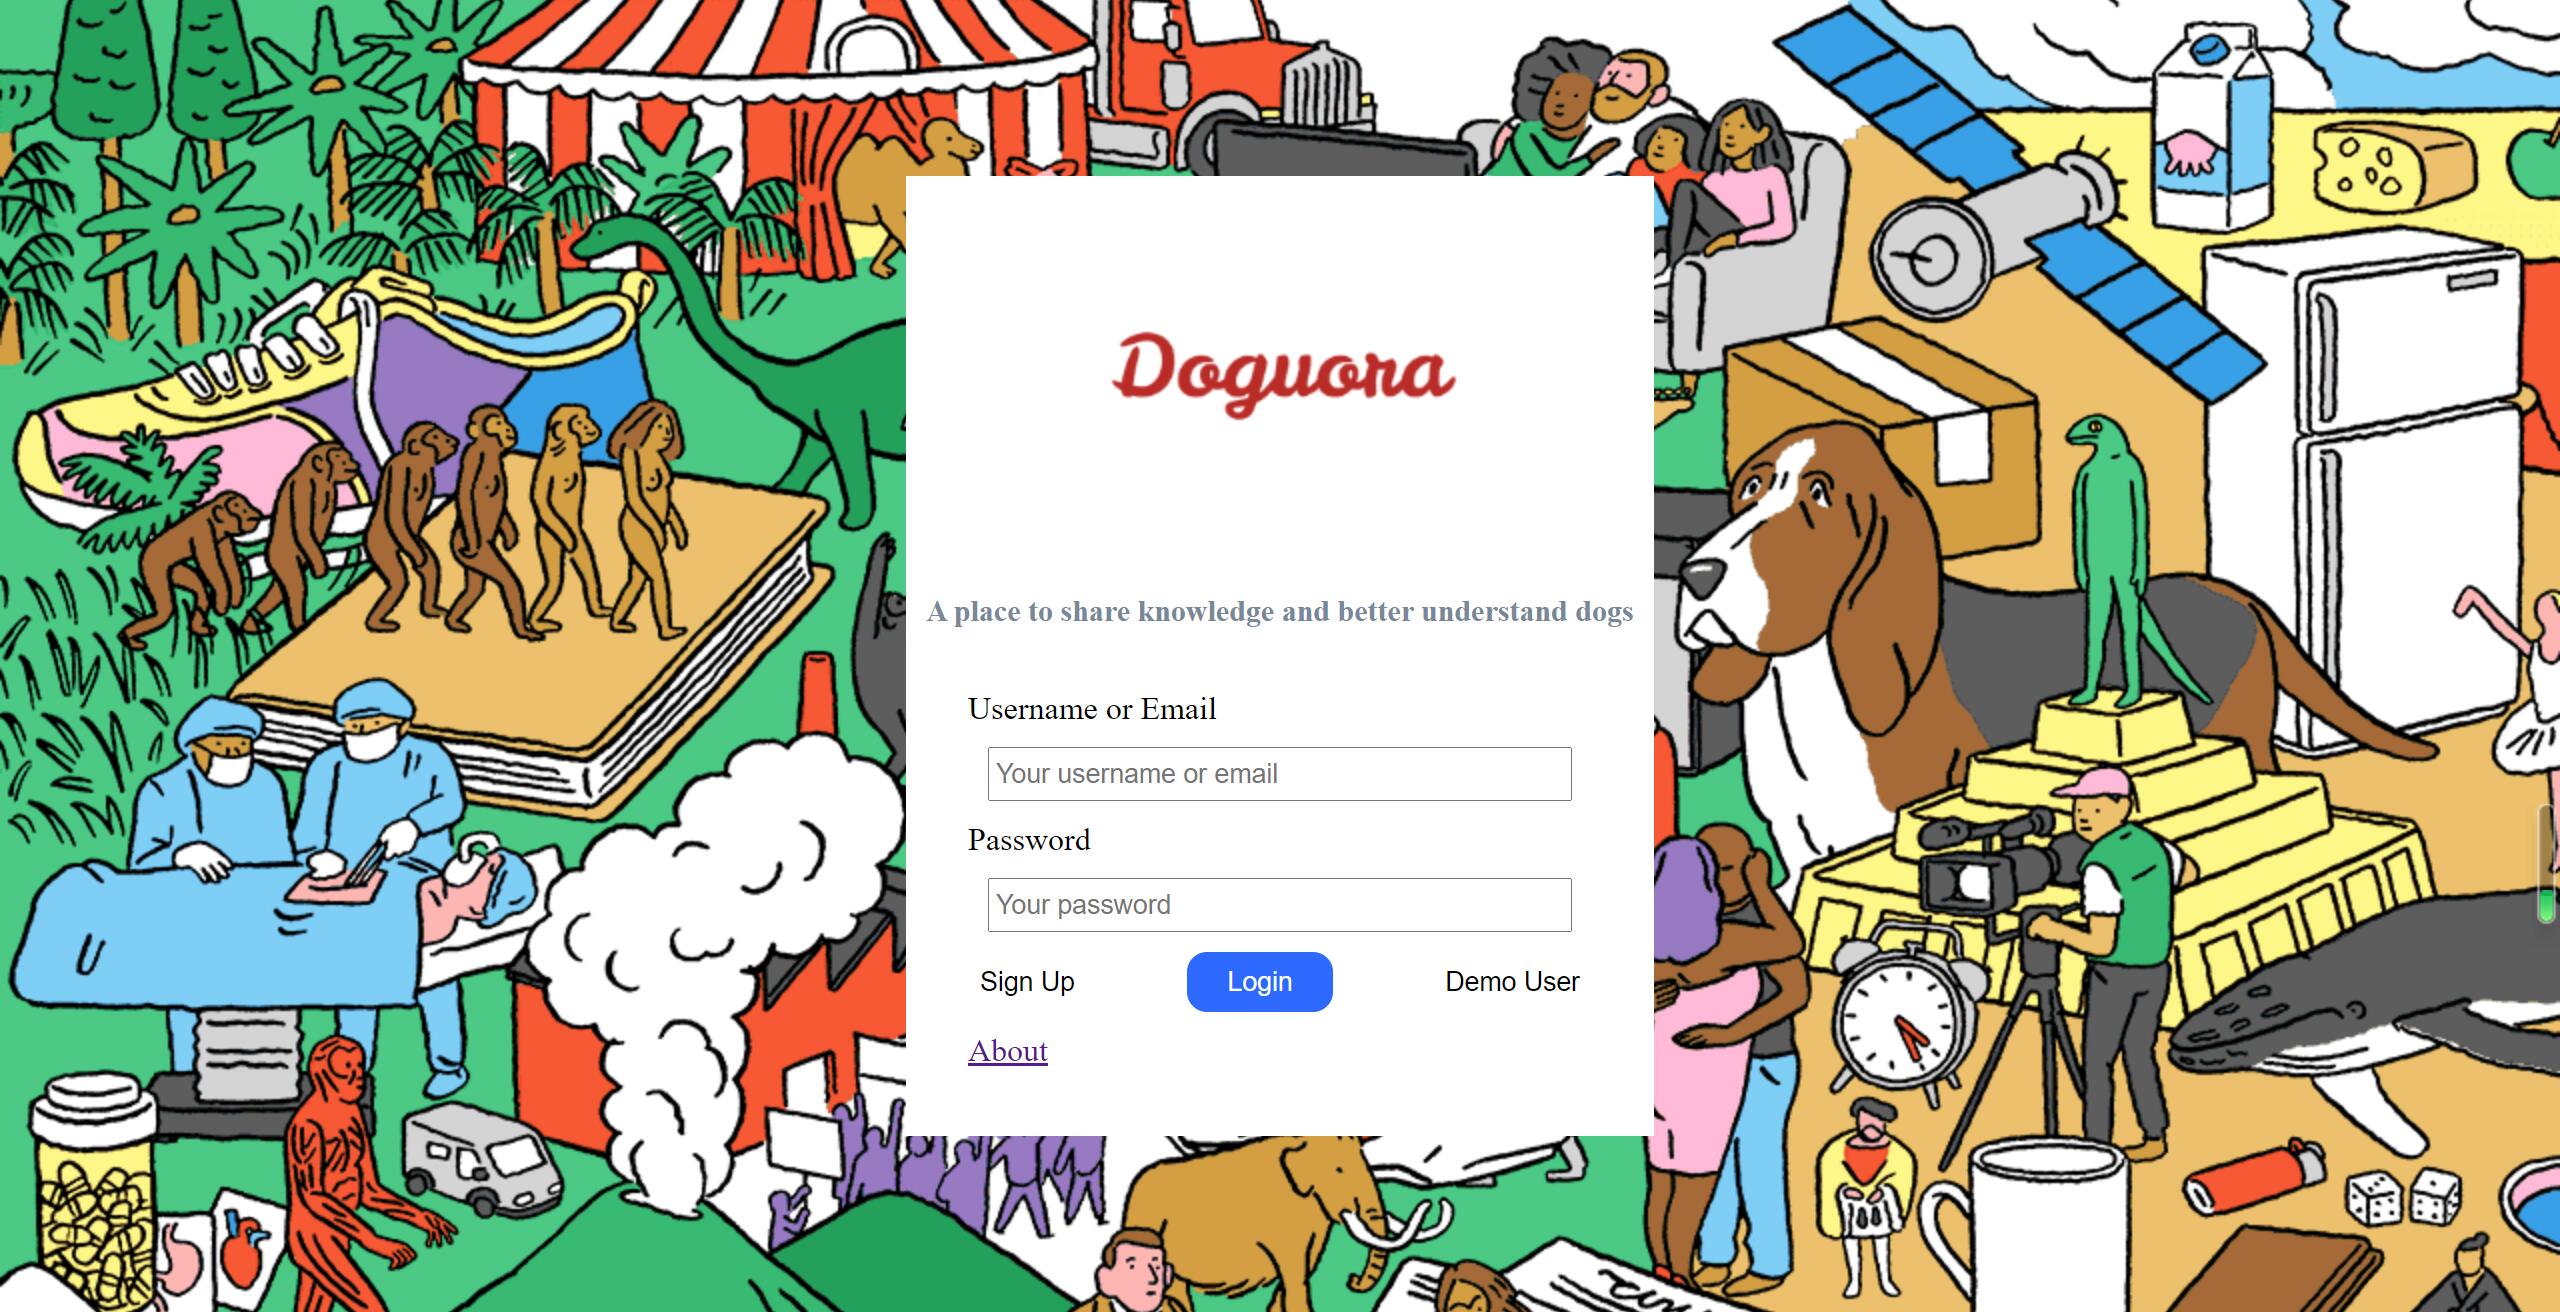 Doguora
A place to share knowledge and better understand dogs
Username or Email
Your username or email
Password
Your password
Sign Up
Login
Demo User
About